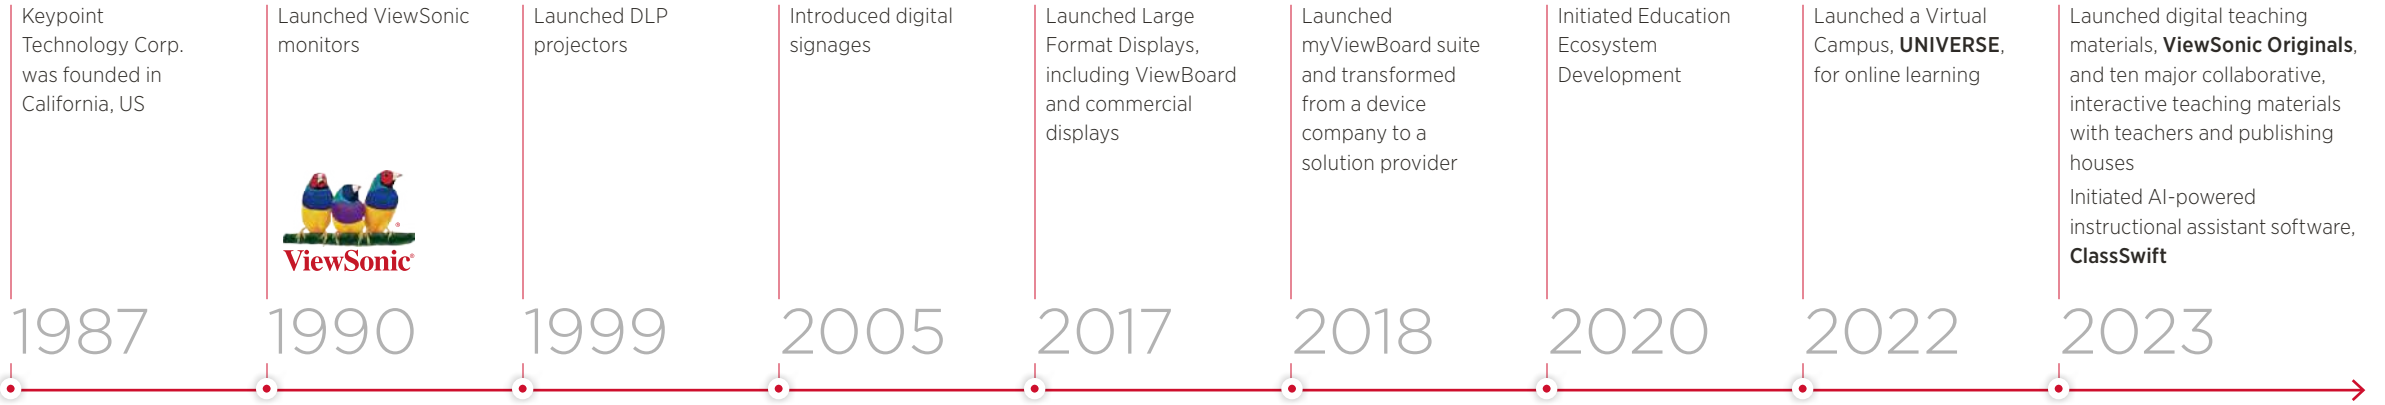 Keypoint
Technology Corp.
was founded in
California, US
1987
Launched ViewSonic
monitors
ViewSonic®
1990
Launched DLP
projectors
1999
Introduced digital
signages
2005
Launched Large
Format Displays,
including ViewBoard
and commercial
displays
2017
Launched
myViewBoard suite
and transformed
from a device
company to a
solution provider
2018
Initiated Education
Ecosystem
Development
2020
Launched a Virtual
Campus, UNIVERSE,
for online learning
2022
Launched digital teaching
materials, ViewSonic Originals,
and ten major collaborative,
interactive teaching materials
with teachers and publishing
houses
Initiated AI-powered
instructional assistant software,
ClassSwift
2023